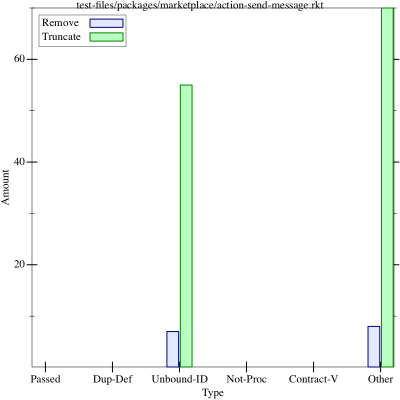 test-files/packages/marketplace/action-send-message.rkt
Remove
Truncate
60
40
20
Amount
Passed Dup-Def Unbound-ID Not-Proc Contract-V Other
Type